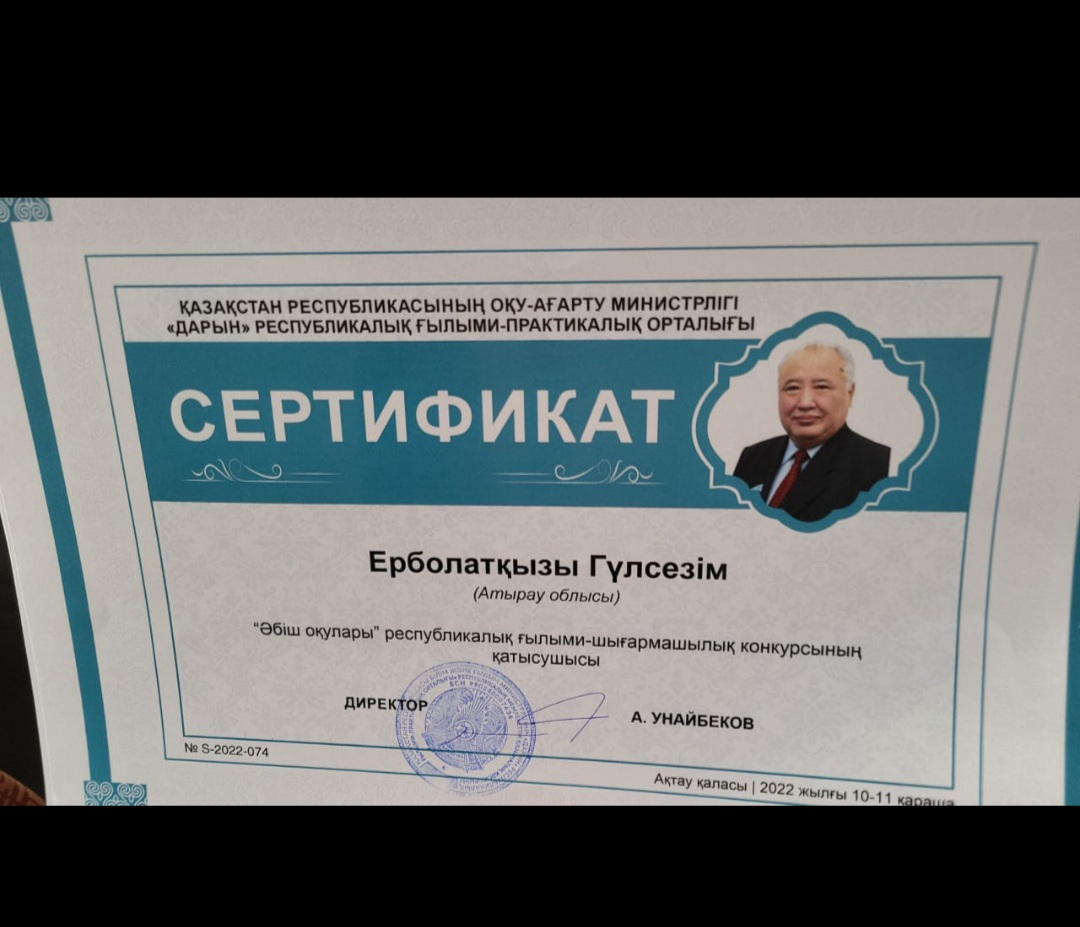 ҚАЗАҚСТАН РЕСПУБЛИКАСЫНЫҢ ОҚУ-АҒАРТУ МИНИСТРЛІГІ
«ДАРЫН» РЕСПУБЛИКАЛЫҚ ҒЫЛЫМИ-ПРАКТИКАЛЫҚ ОРТАЛЫҒЫ
СЕРТИФИКАТ
Ерболатқызы Гүлсезім
(Атырау облысы)
"Әбіш оқулары" республикалық ғылыми-шығармашылық конкурсының
қатысушысы
ДИРЕКТОР
А. УНАЙБЕКОВ
№ S-2022-074
Ақтау қаласы | 2022 жылғы 10-11 қараша